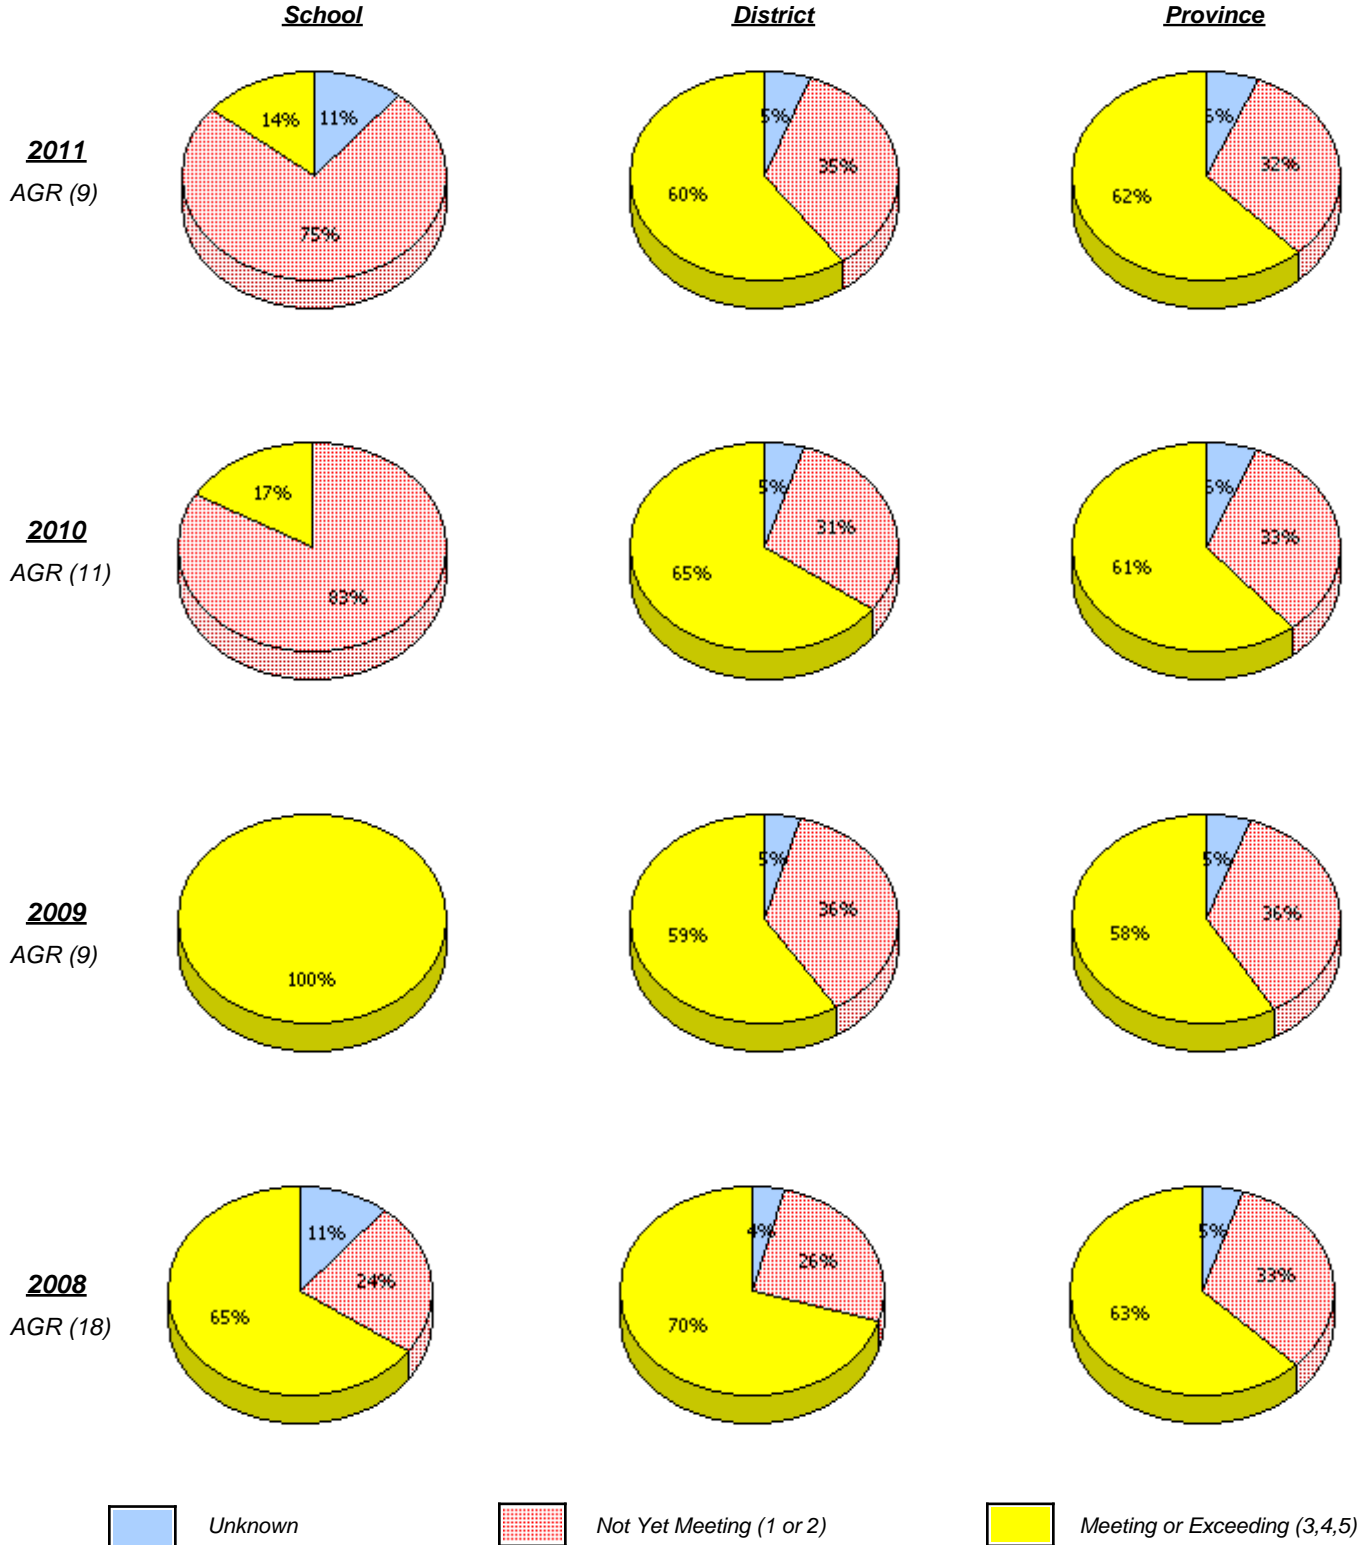 School District Province
2011
AGR (9)
14% 11% 75%
5% 35% 60%
6% 32% 62%
2010
AGR (11)
17% 83%
5% 31% 65%
6% 33% 61%
2009
AGR (9)
100%
5% 36% 59%
5% 36% 58%
2008
AGR (18)
11% 24% 65%
4% 26% 70%
5% 33% 63%
Unknown Not Yet Meeting (1 or 2) Meeting or Exceeding (3,4,5)